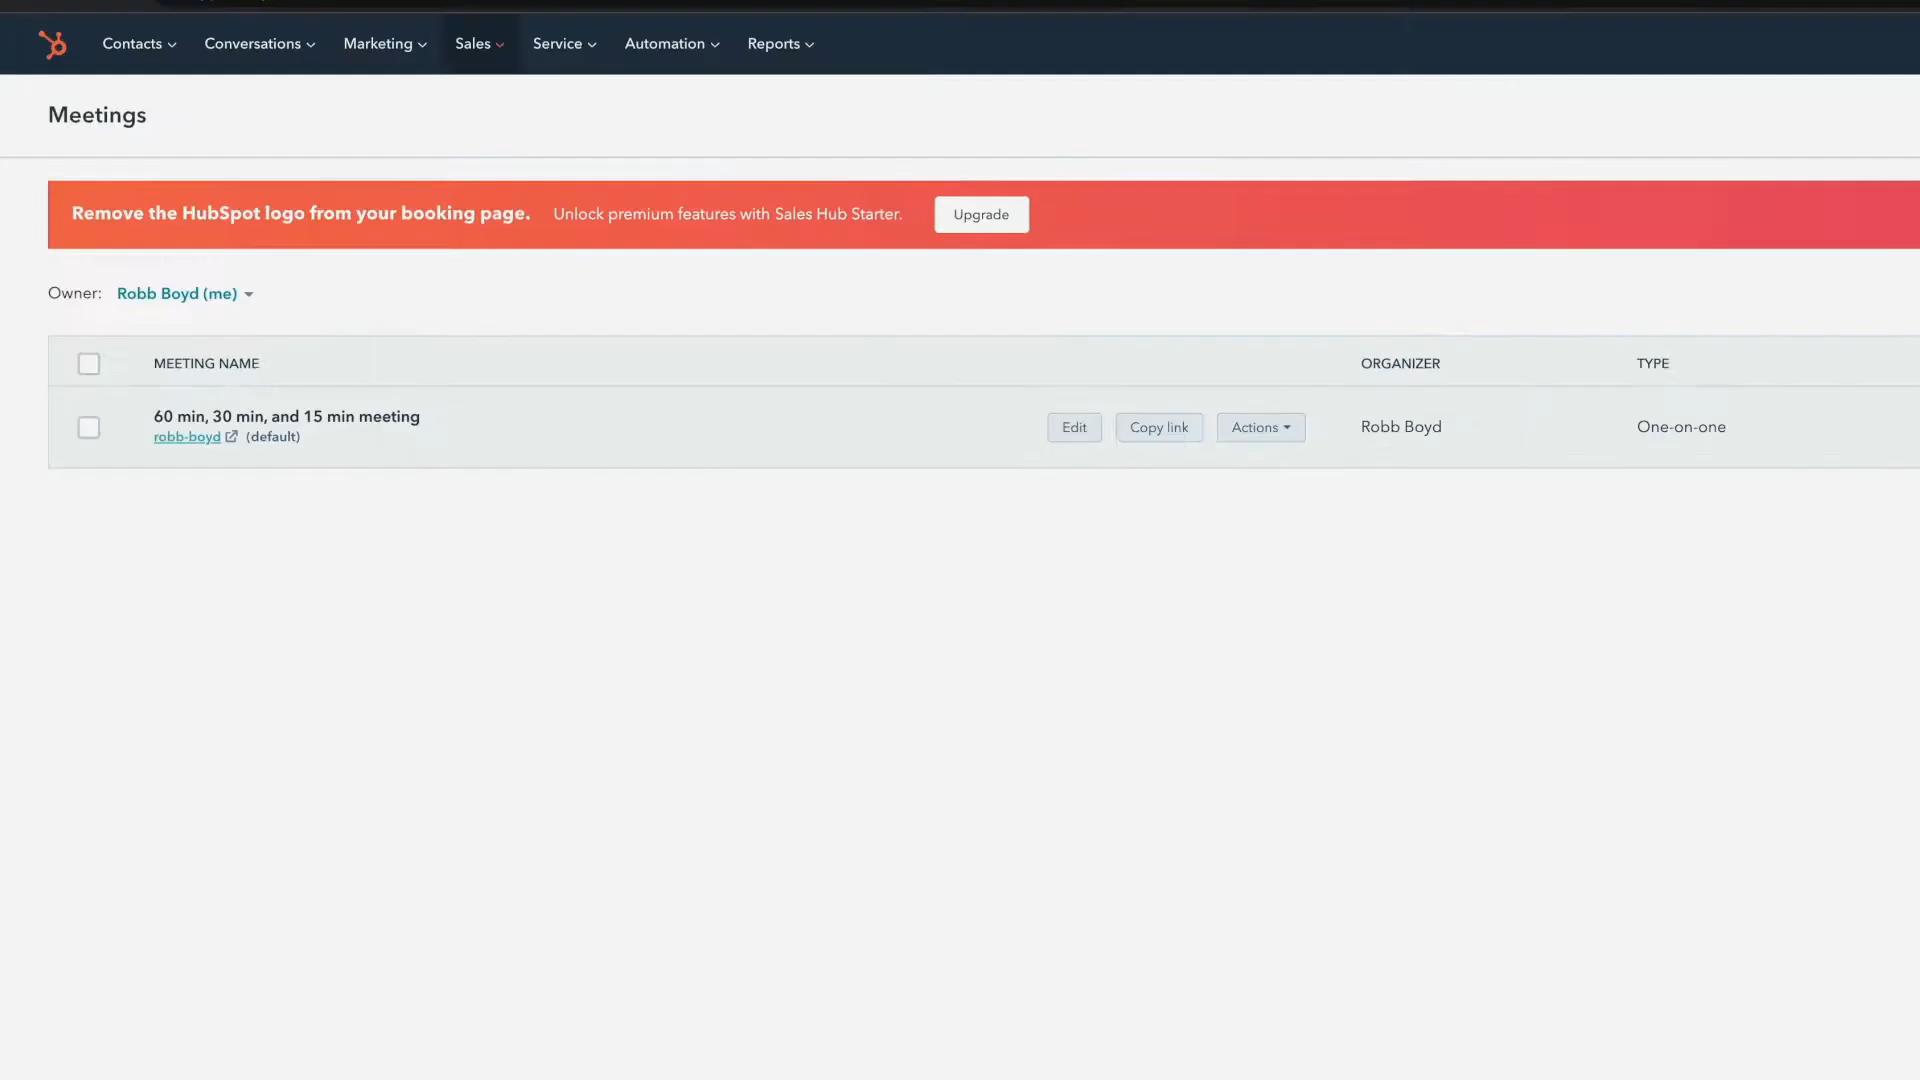 Contacts Conversations Marketing Sales Service Automation Reports
Meetings
Remove the HubSpot logo from your booking page. Unlock premium features with Sales Hub Starter. Upgrade
Owner: Robb Boyd (me)
MEETING NAME ORGANIZER TYPE
60 min, 30 min, and 15 min meeting
robb-boyd (default) Edit Copy link Actions Robb Boyd One-on-one